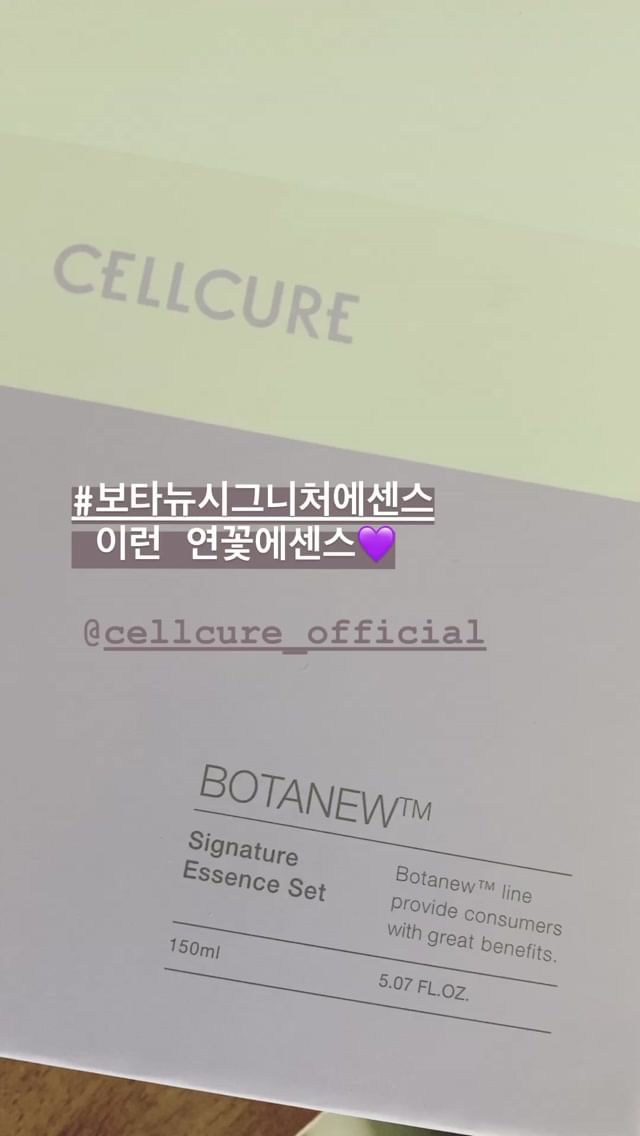 CELLCURE
#보타뉴시그니처에센스
이런 연꽃에센스💜
@cellcure_official
BOTANEW™
Signature
Essence Set
Botanew™ line
provide consumers
with great benefits.
150ml
5.07 FL.OZ.